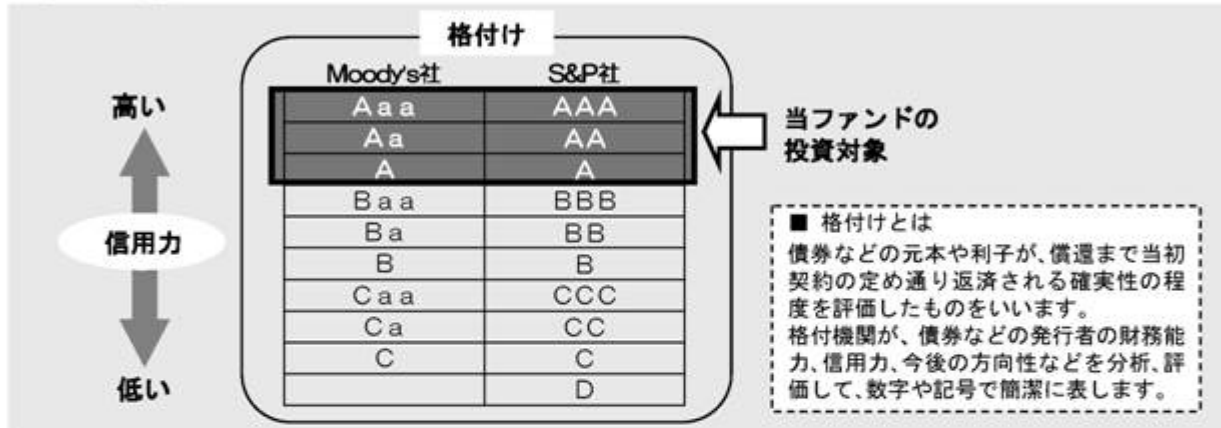 格付け
Moody's社 S&P社
高い
Aaa AAA
Aa AA
A A
当ファンドの
投資対象
Baa BBB
Ba BB
B B
Caa CCC
Ca CC
C C
D
信用力
低い
■ 格付けとは
債券などの元本や利子が、償還まで当初
契約の定め通り返済される確実性の程
度を評価したものをいいます。
格付機関が、債券などの発行者の財務能
力、信用力、今後の方向性などを分析、評
価して、数字や記号で簡潔に表します。